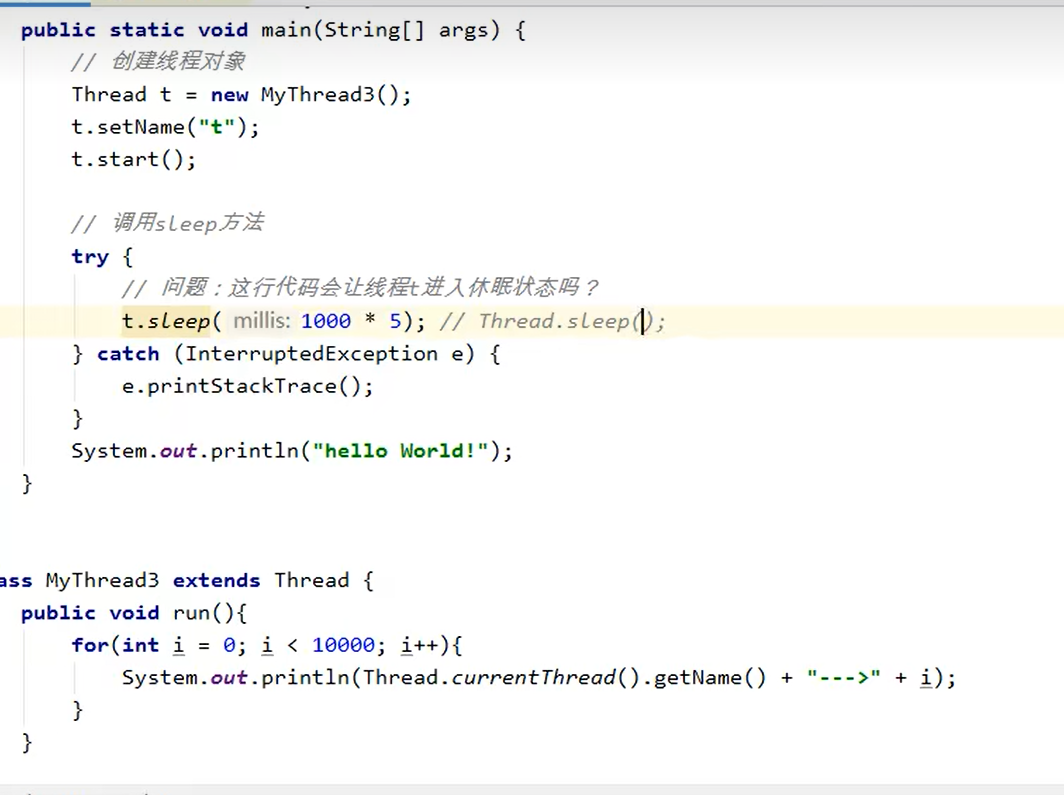 public static void main(String[] args) {
// 创建线程对象
Thread t = new MyThread3();
t.setName("t");
t.start();
// 调用sleep方法
try {
// 问题：这行代码会让线程t进入休眠状态吗？
t.sleep( millis: 1000 * 5); // Thread.sleep();
} catch (InterruptedException e) {
e.printStackTrace();
}
System.out.println("hello World!");
}
ass MyThread3 extends Thread {
public void run(){
for(int i = 0; i < 10000; i++){
System.out.println(Thread.currentThread().getName() + "--->" + i);
}
}